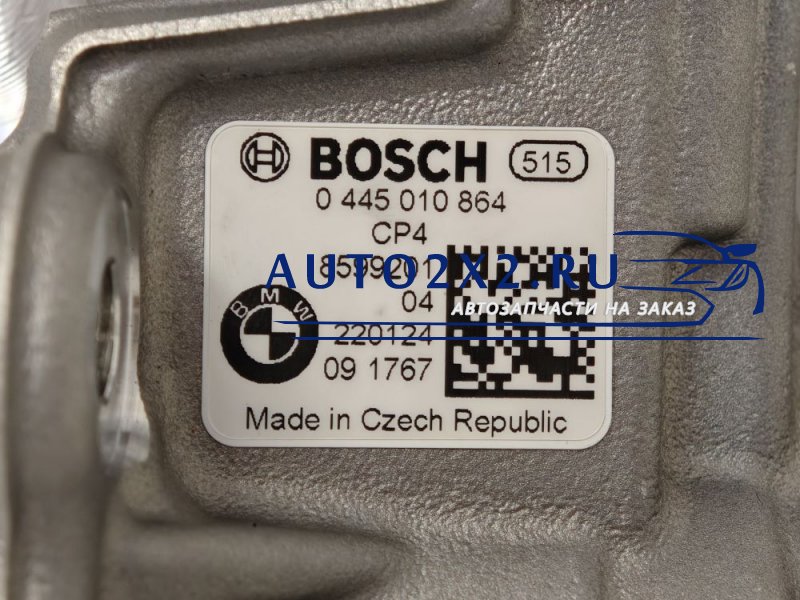 BOSCH 515
0 445 010 864
CP4
8599201
AUTO2X2.RU
04
АВТОЗАПЧАСТИ НА ЗАКАЗ
BMW
220124
09 1767
Made in Czech Republic